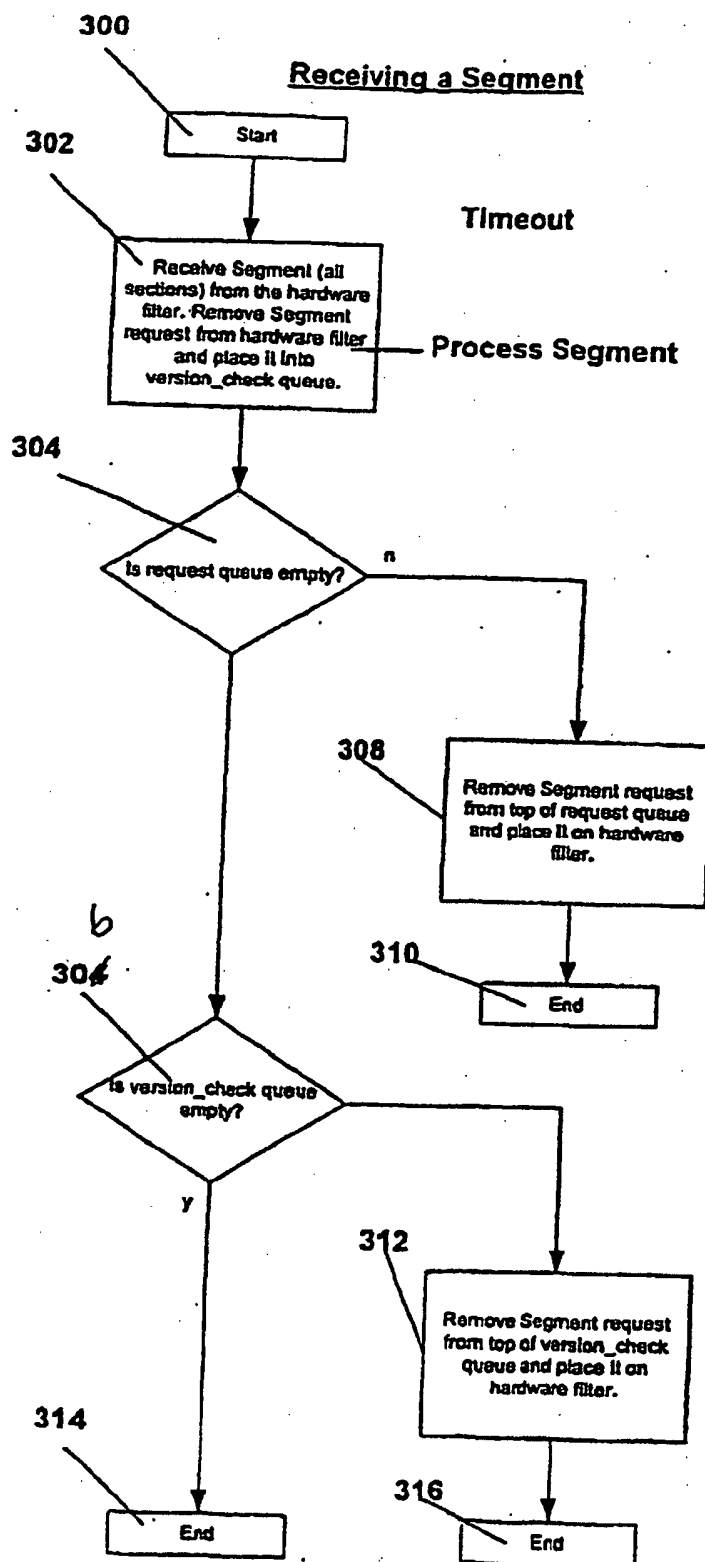 300
Receiving a Segment
Start
302
Timeout
Receive Segment (all
sections) from the hardware
filter. Remove Segment
request from hardware filter
and place it into
version_check queue.
Process Segment
304
Is request queue empty?
n
308
Remove Segment request
from top of request queue
and place it on hardware
filter.
310
End
6
304
Is version_check queue
empty?
y
312
Remove Segment request
from top of version_check
queue and place it on
hardware filter.
314
End
316
End